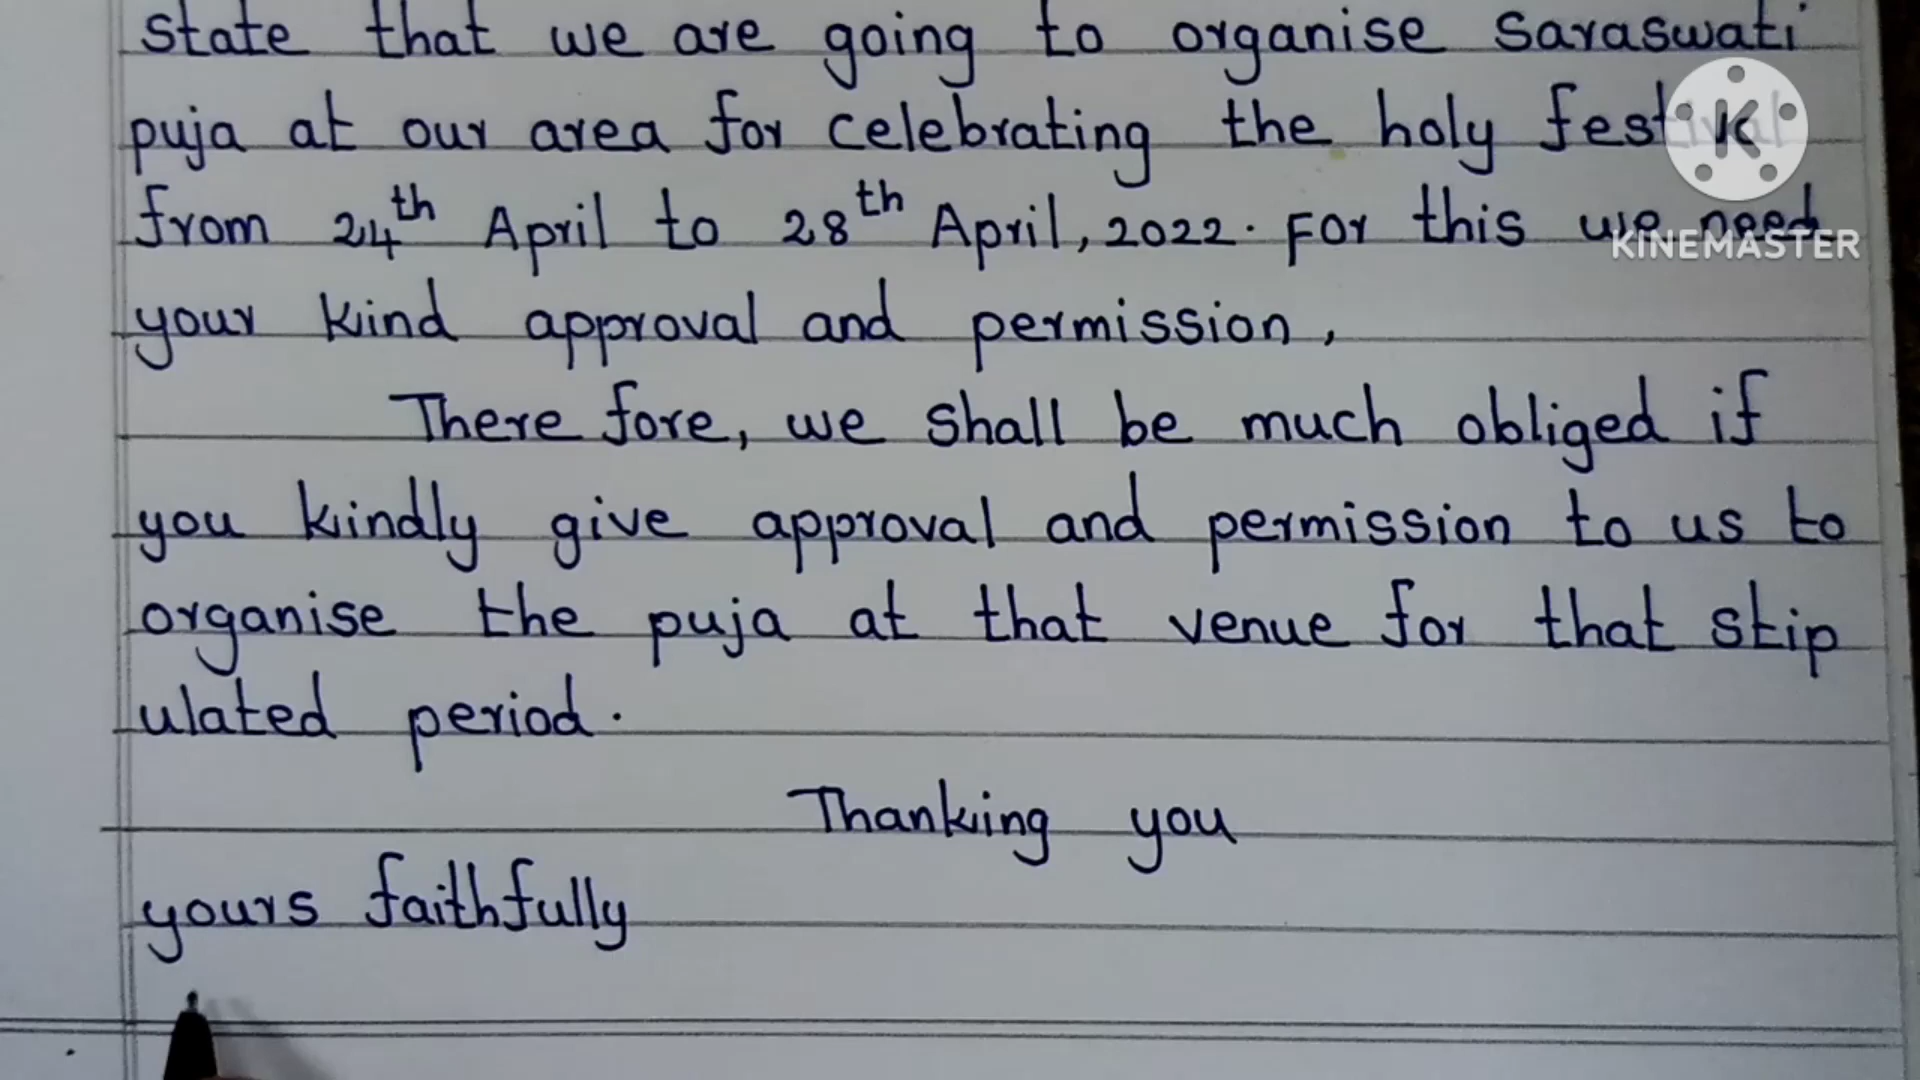 state that we are going to organise Saraswati
puja at our area for celebrating the holy festival
from 24th April to 28th April, 2022. For this we need
KINEMASTER
your kind approval and permission,
There fore, we shall be much obliged if
you kindly give approval and permission to us to
organise the puja at that venue for that stip
ulated period.
Thanking you
yours faithfully